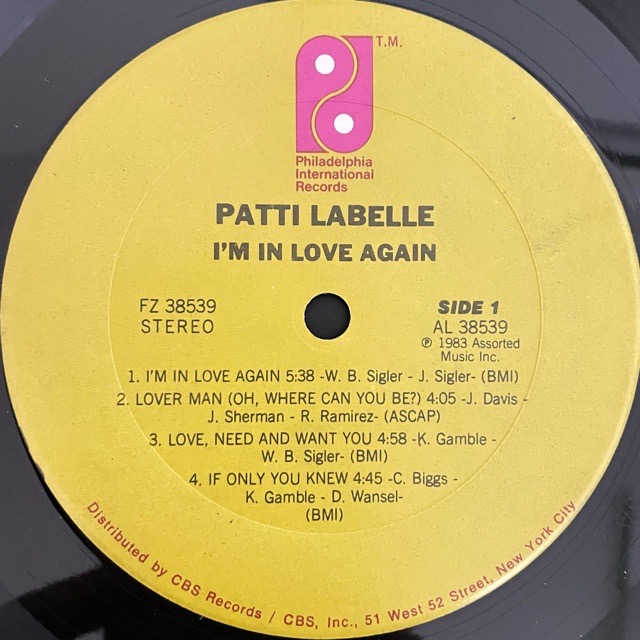 T.M.
Philadelphia
International
Records
PATTI LABELLE
I'M IN LOVE AGAIN
FZ 38539
STEREO
SIDE 1
AL 38539
℗ 1983 Assorted
Music Inc.
1. I'M IN LOVE AGAIN 5:38 -W. B. Sigler - J. Sigler- (BMI)
2. LOVER MAN (OH, WHERE CAN YOU BE?) 4:05 -J. Davis -
J. Sherman - R. Ramirez- (ASCAP)
3. LOVE, NEED AND WANT YOU 4:58 -K. Gamble -
W. B. Sigler- (BMI)
4. IF ONLY YOU KNEW 4:45 -C. Biggs -
K. Gamble - D. Wansel-
(BMI)
Distributed by CBS Records / CBS, Inc., 51 West 52 Street, New York City